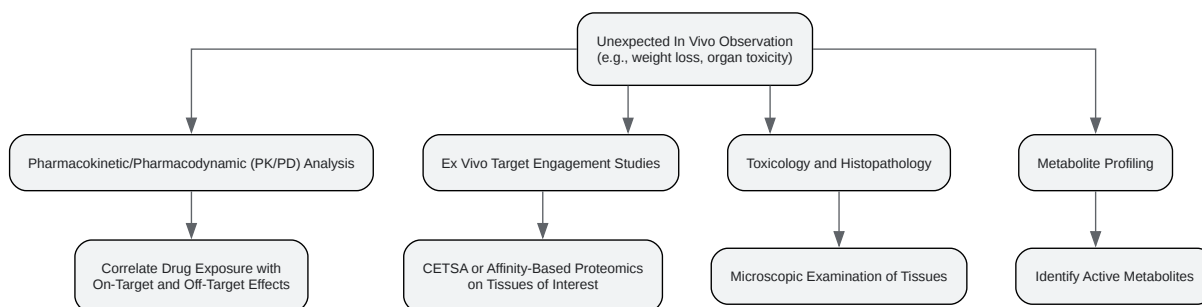 Unexpected In Vivo Observation
(e.g., weight loss, organ toxicity)
Pharmacokinetic/Pharmacodynamic (PK/PD) Analysis
Ex Vivo Target Engagement Studies
Toxicology and Histopathology
Metabolite Profiling
Correlate Drug Exposure with
On-Target and Off-Target Effects
CETSA or Affinity-Based Proteomics
on Tissues of Interest
Microscopic Examination of Tissues
Identify Active Metabolites